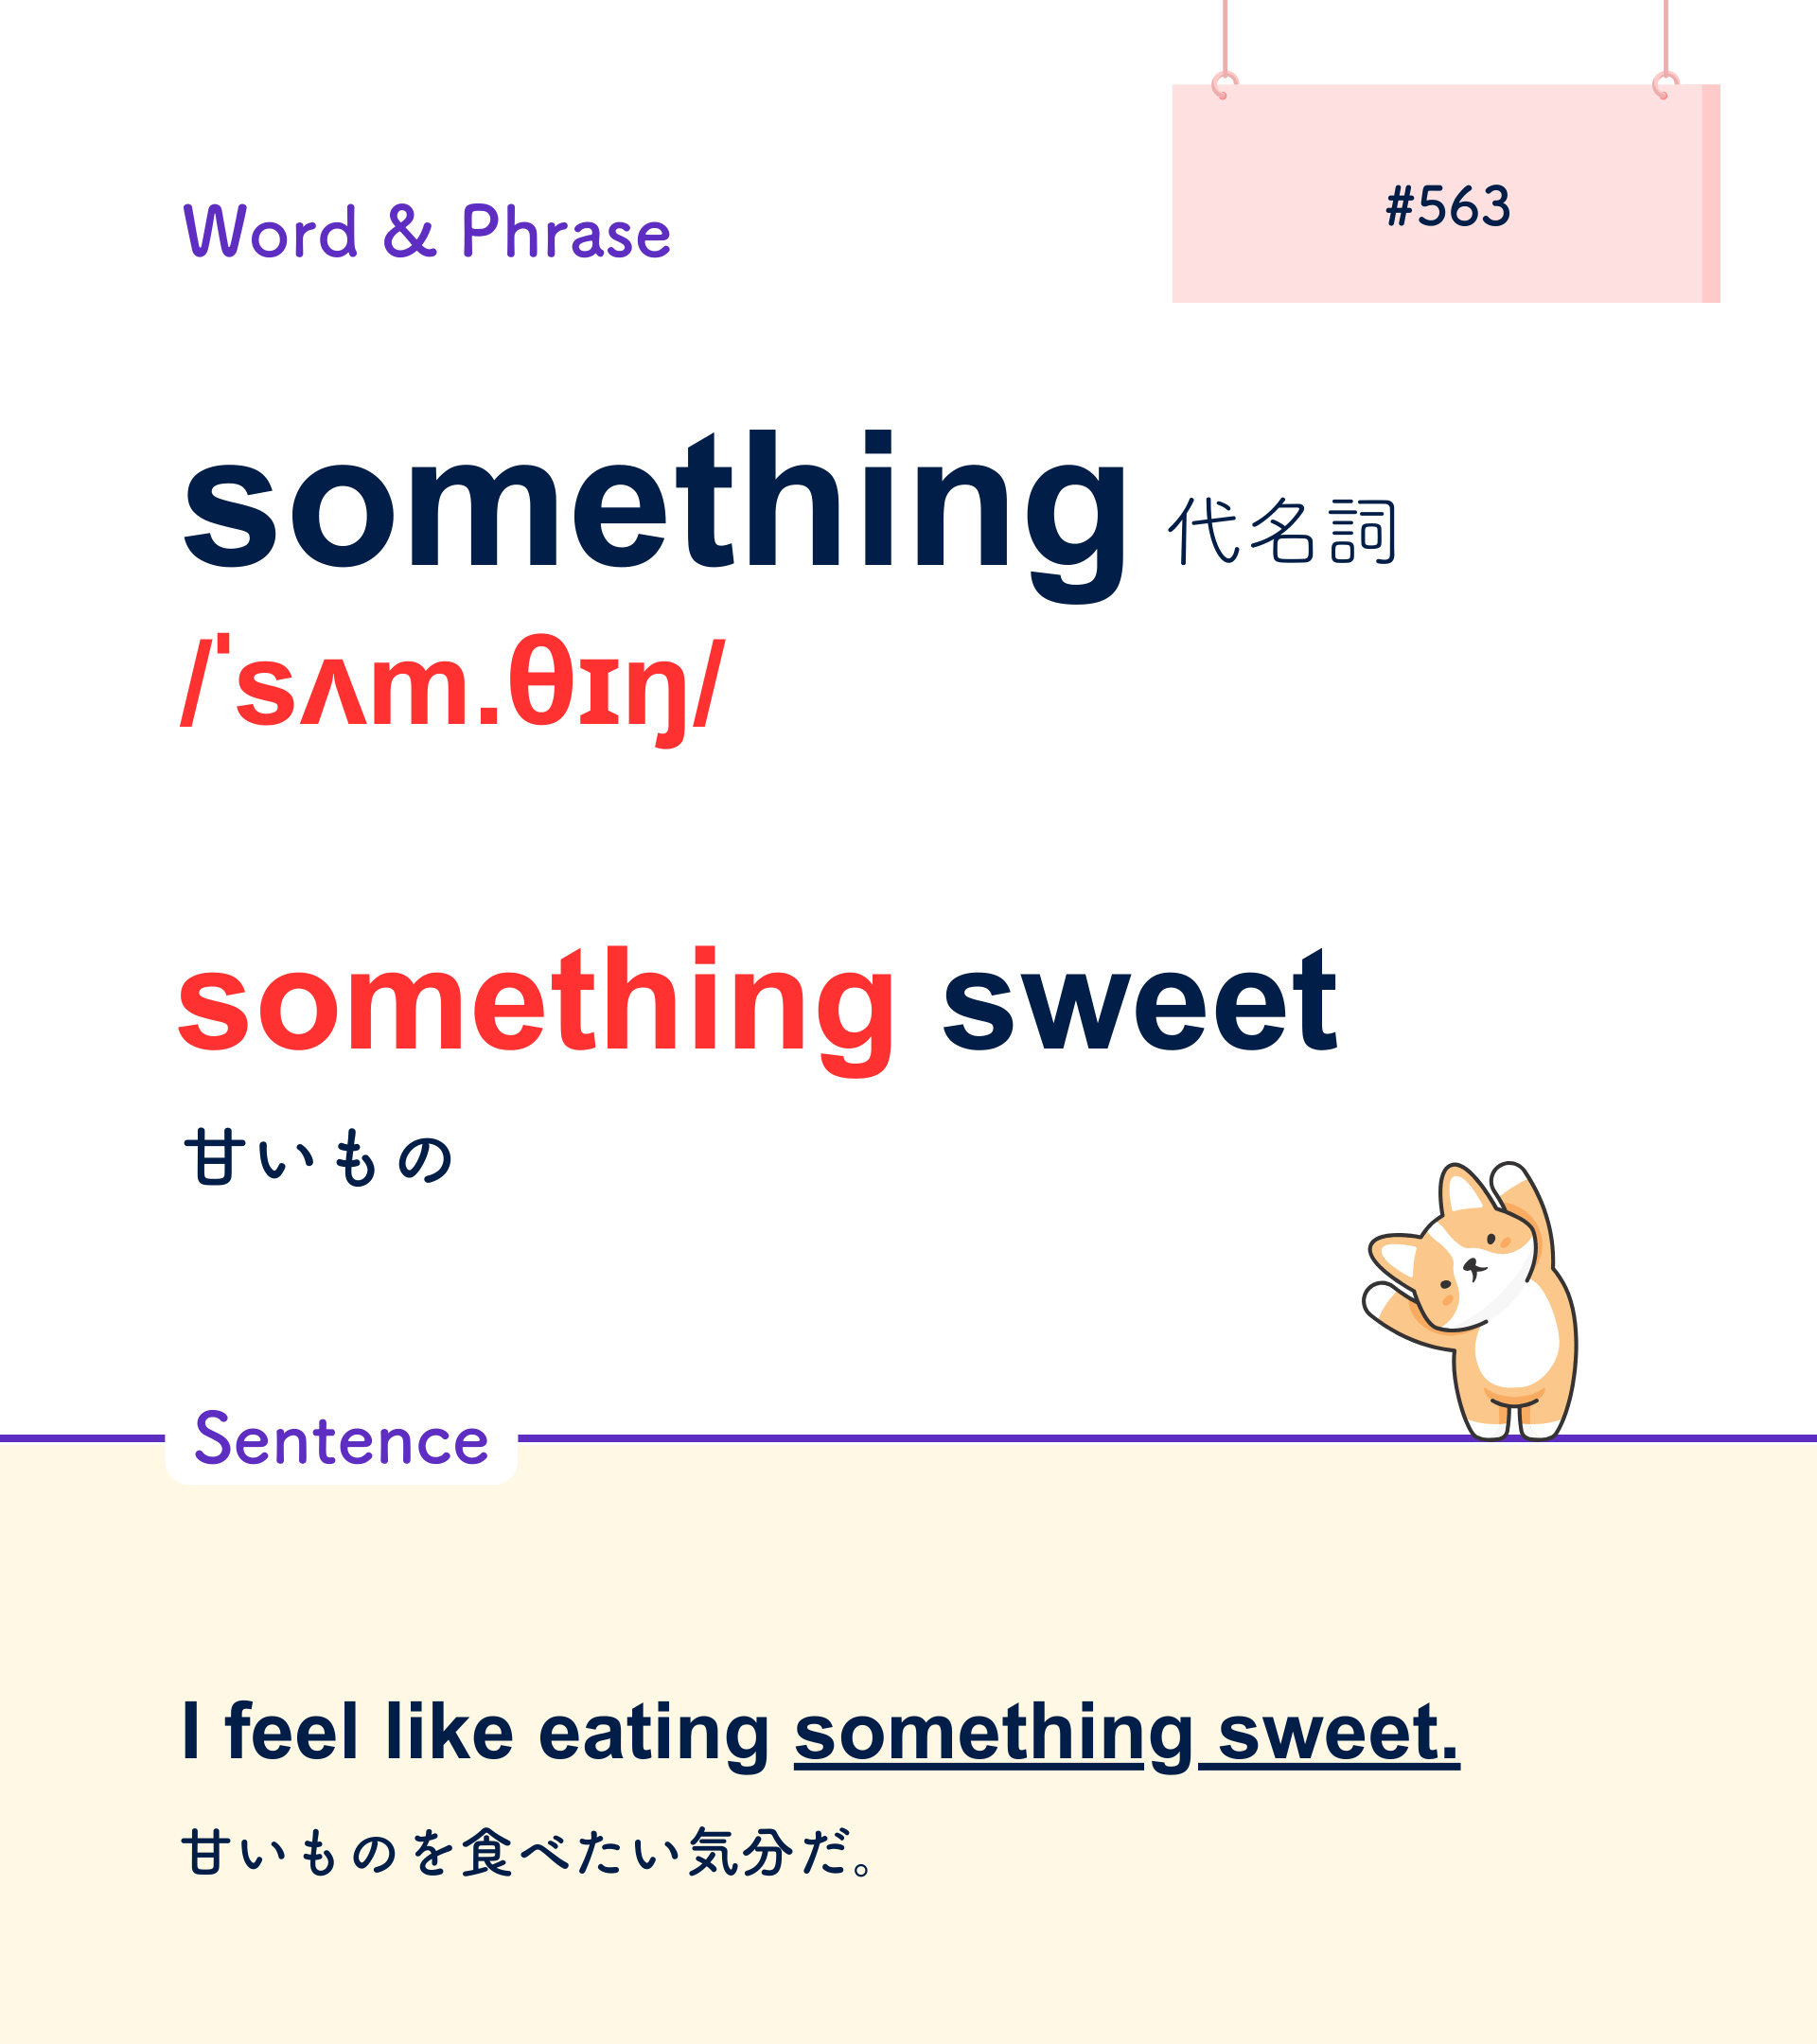 #563
Word & Phrase
something 代名詞
/ˈsʌm.θɪŋ/
something sweet
甘いもの
Sentence
I feel like eating something sweet.
甘いものを食べたい気分だ。